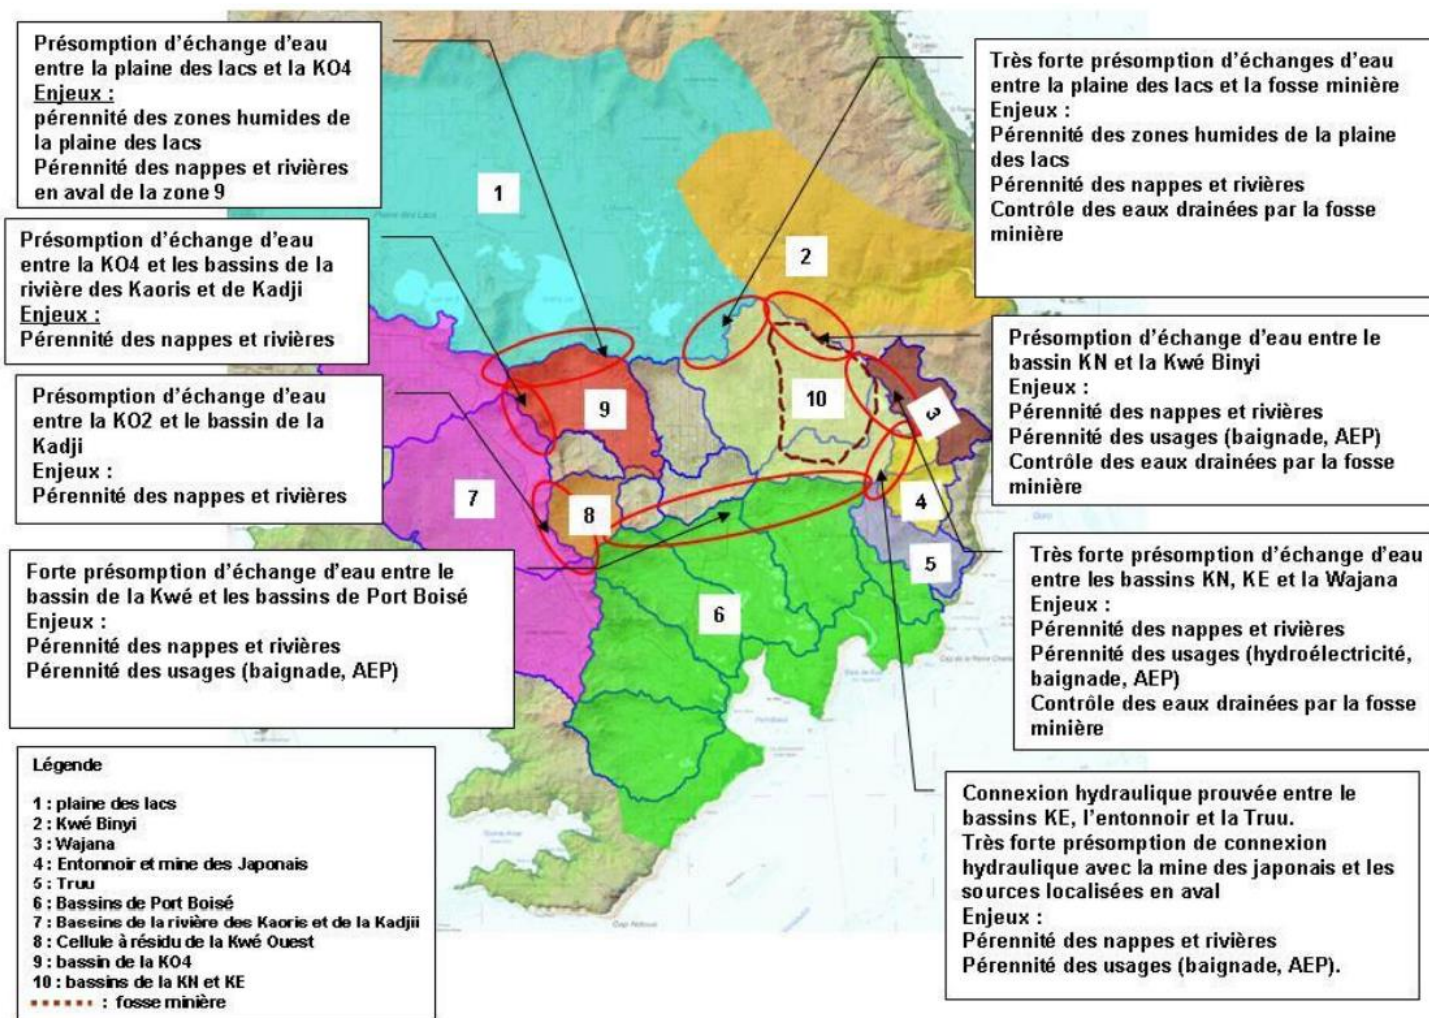 Présomption d'échange d'eau
entre la plaine des lacs et la KO4
Enjeux :
pérennité des zones humides de
la plaine des lacs
Pérennité des nappes et rivières
en aval de la zone 9
Présomption d'échange d'eau
entre la KO4 et les bassins de la
rivière des Kaoris et de Kadji
Enjeux :
Pérennité des nappes et rivières
Présomption d'échange d'eau
entre la KO2 et le bassin de la
Kadji
Enjeux :
Pérennité des nappes et rivières
Forte présomption d'échange d'eau entre le
bassin de la Kwé et les bassins de Port Boisé
Enjeux :
Pérennité des nappes et rivières
Pérennité des usages (baignade, AEP)
Légende
1 : plaine des lacs
2 : Kwé Binyi
3 : Wajana
4 : Entonnoir et mine des Japonais
5 : Truu
6 : Bassins de Port Boisé
7 : Bassins de la rivière des Kaoris et de la Kadjii
8 : Cellule à résidu de la Kwé Ouest
9 : bassin de la KO4
10 : bassins de la KN et KE
: fosse minière
1
2
3
4
5
6
7
8
9
10
Plaine des Lacs
Cap Ndoua
Très forte présomption d'échanges d'eau
entre la plaine des lacs et la fosse minière
Enjeux :
Pérennité des zones humides de la plaine
des lacs
Pérennité des nappes et rivières
Contrôle des eaux drainées par la fosse
minière
Présomption d'échange d'eau entre le
bassin KN et la Kwé Binyi
Enjeux :
Pérennité des nappes et rivières
Pérennité des usages (baignade, AEP)
Contrôle des eaux drainées par la fosse
minière
Très forte présomption d'échange d'eau
entre les bassins KN, KE et la Wajana
Enjeux :
Pérennité des nappes et rivières
Pérennité des usages (hydroélectricité,
baignade, AEP)
Contrôle des eaux drainées par la fosse
minière
Connexion hydraulique prouvée entre le
bassins KE, l'entonnoir et la Truu.
Très forte présomption de connexion
hydraulique avec la mine des japonais et les
sources localisées en aval
Enjeux :
Pérennité des nappes et rivières
Pérennité des usages (baignade, AEP).